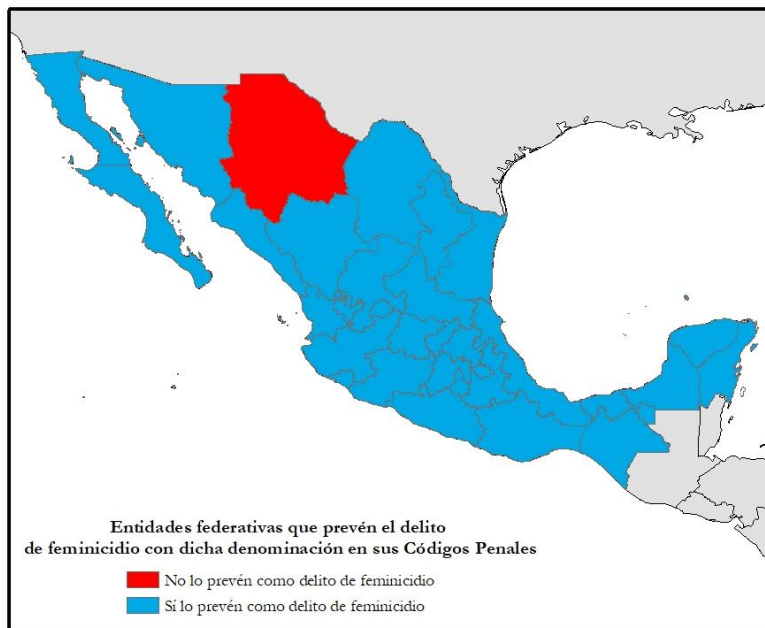 Entidades federativas que prevén el delito
de feminicidio con dicha denominación en sus Códigos Penales
No lo prevén como delito de feminicidio
Sí lo prevén como delito de feminicidio